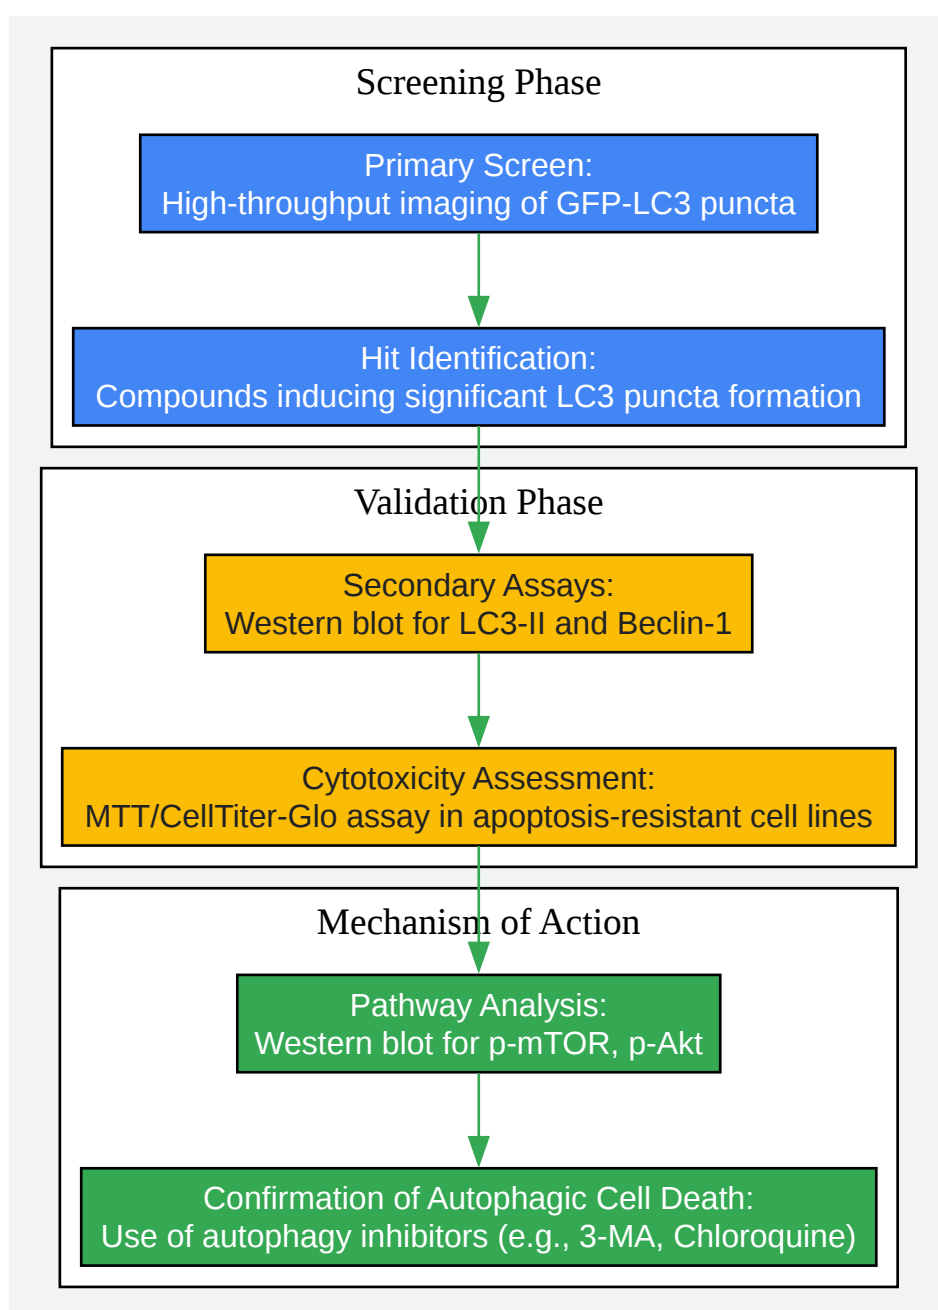 Screening Phase
Primary Screen:
High-throughput imaging of GFP-LC3 puncta
Hit Identification:
Compounds inducing significant LC3 puncta formation
Validation Phase
Secondary Assays:
Western blot for LC3-II and Beclin-1
Cytotoxicity Assessment:
MTT/CellTiter-Glo assay in apoptosis-resistant cell lines
Mechanism of Action
Pathway Analysis:
Western blot for p-mTOR, p-Akt
Confirmation of Autophagic Cell Death:
Use of autophagy inhibitors (e.g., 3-MA, Chloroquine)